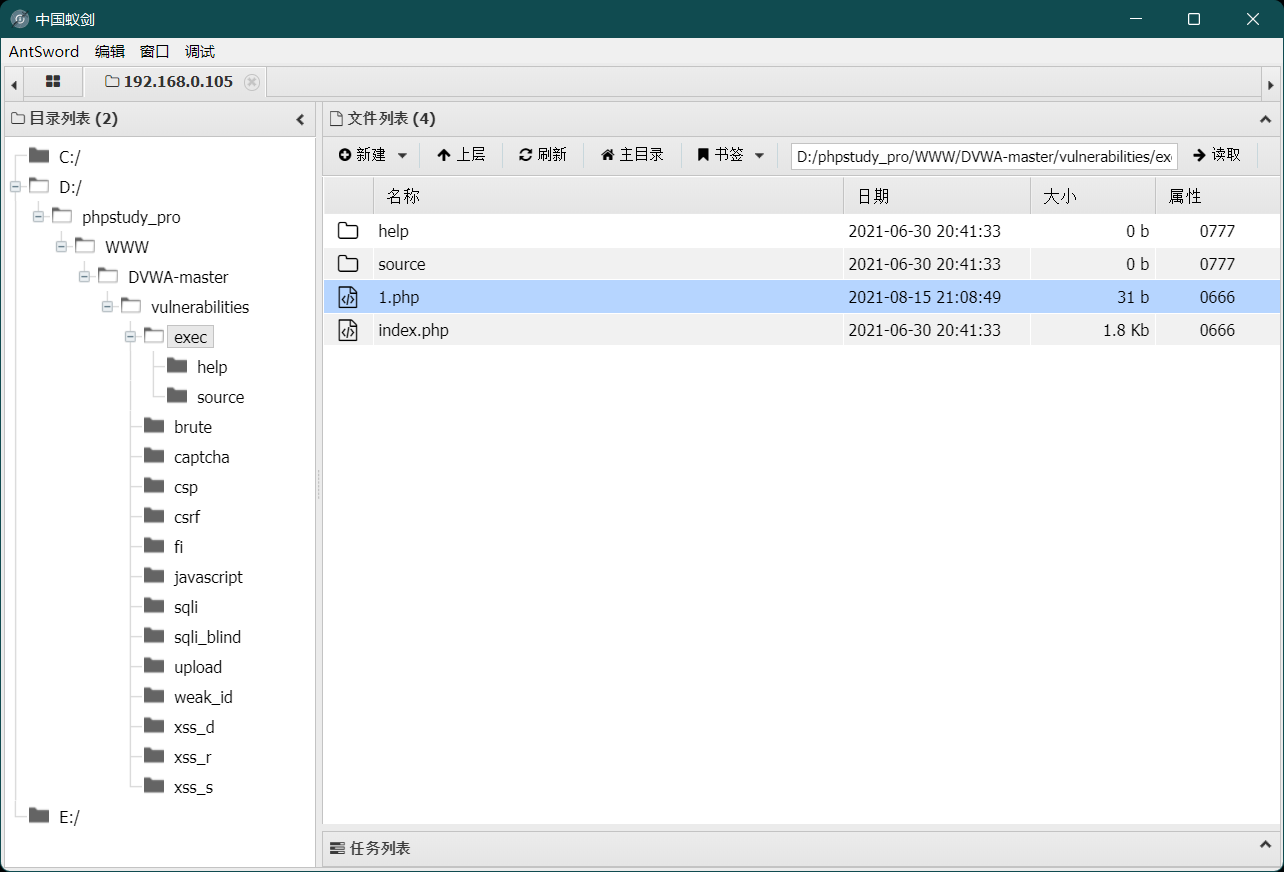 中国蚁剑
AntSword 编辑 窗口 调试
192.168.0.105
目录列表 (2)
C:/
D:/
phpstudy_pro
WWW
DVWA-master
vulnerabilities
exec
help
source
brute
captcha
csp
csrf
fi
javascript
sqli
sqli_blind
upload
weak_id
xss_d
xss_r
xss_s
E:/
文件列表 (4)
新建 上层 刷新 主目录 书签 D:/phpstudy_pro/WWW/DVWA-master/vulnerabilities/exe 读取
名称 日期 大小 属性
help 2021-06-30 20:41:33 0 b 0777
source 2021-06-30 20:41:33 0 b 0777
1.php 2021-08-15 21:08:49 31 b 0666
index.php 2021-06-30 20:41:33 1.8 Kb 0666
任务列表